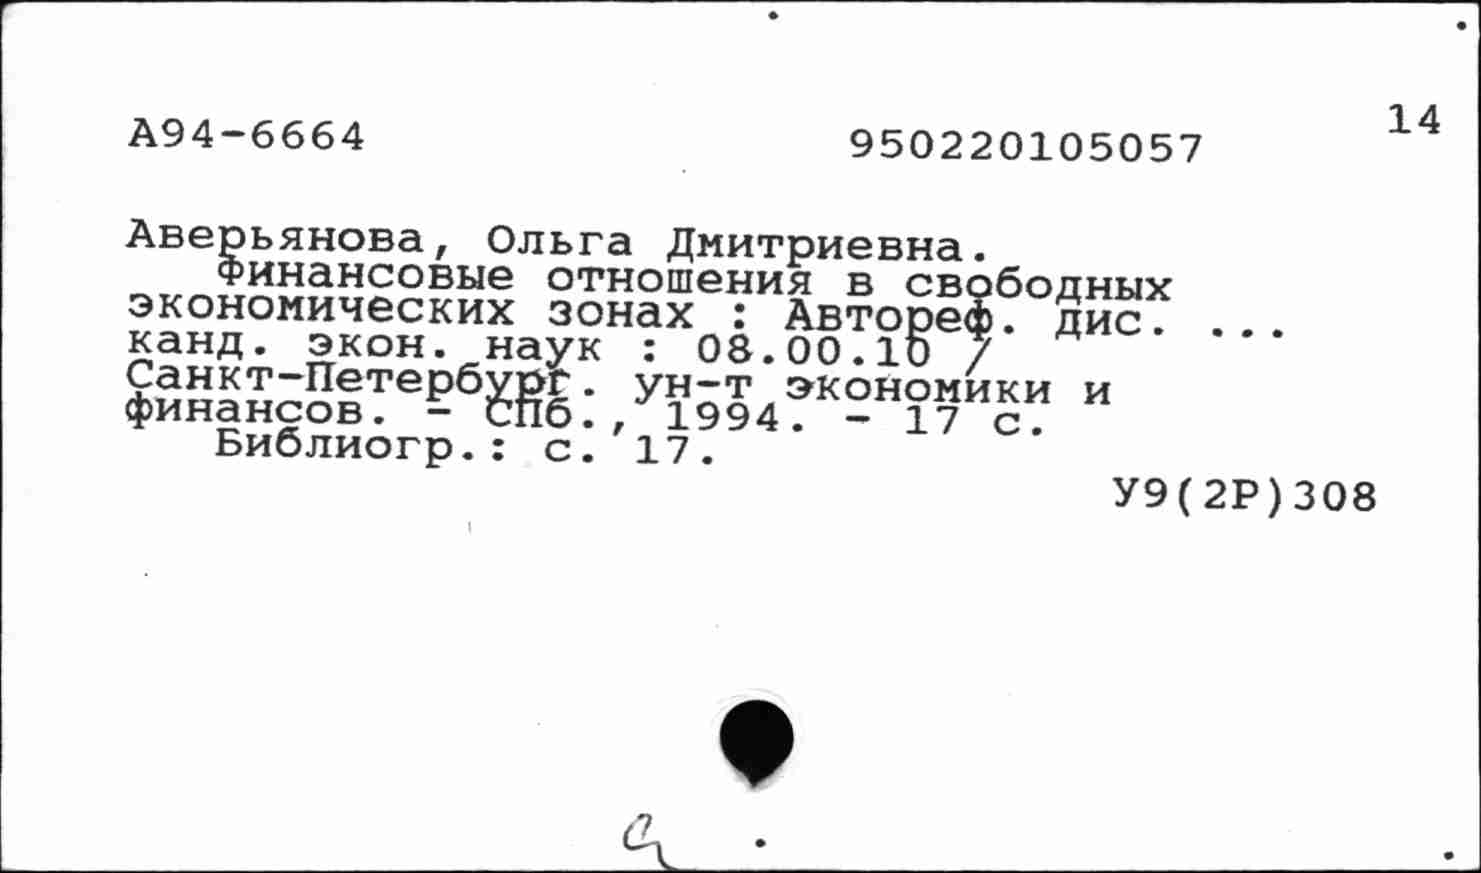 А94-6664
950220105057
14
Аверьянова, Ольга Дмитриевна.
Финансовые отношения в свободных
экономических зонах : Автореф. дис. ...
канд. экон. наук : 08.00.10 /
Санкт-Петербург. ун-т экономики и
финансов. - СПб., 1994. - 17 с.
Библиогр.: с. 17.
У9(2Р)308